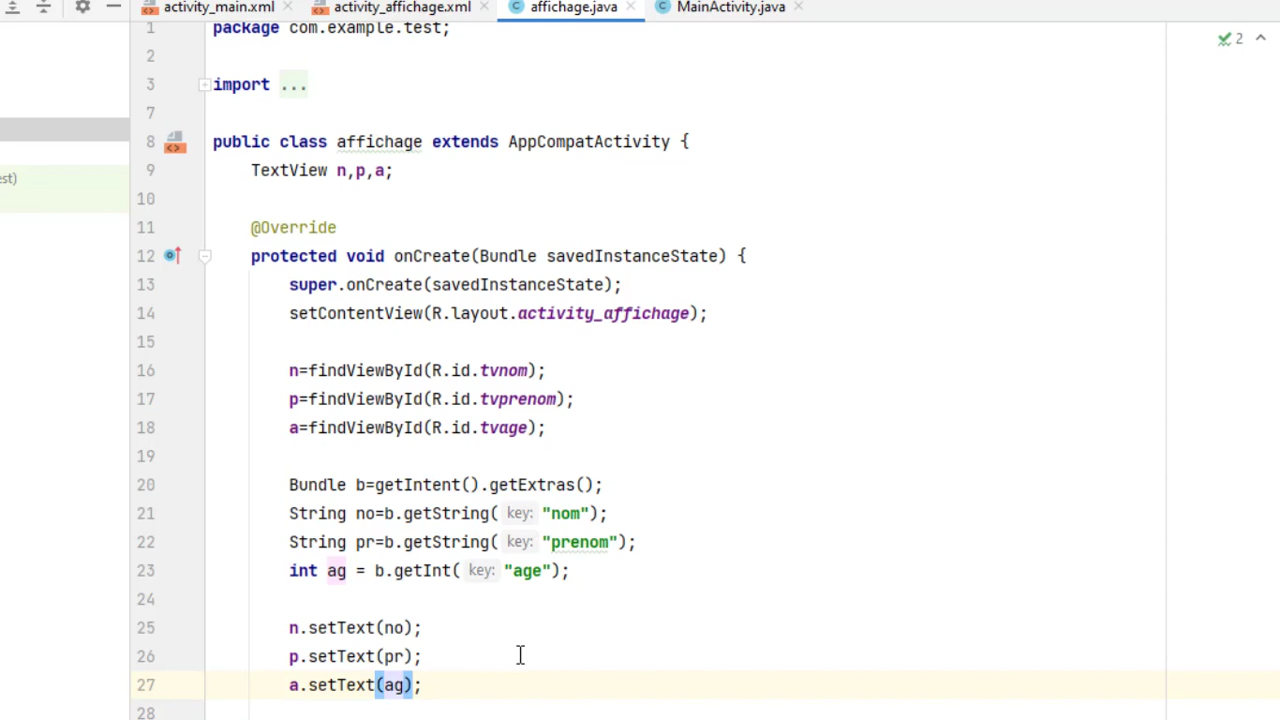 activity_main.xml activity_affichage.xml affichage.java MainActivity.java
1 package com.example.test;
2
2
3 import ...
7
8 public class affichage extends AppCompatActivity {
est)
9 TextView n,p,a;
10
11 @Override
12 protected void onCreate(Bundle savedInstanceState) {
13 super.onCreate(savedInstanceState);
14 setContentView(R.layout.activity_affichage);
15
16 n=findViewById(R.id.tvnom);
17 p=findViewById(R.id.tvprenom);
18 a=findViewById(R.id.tvage);
19
20 Bundle b=getIntent().getExtras();
21 String no=b.getString( key: "nom");
22 String pr=b.getString( key: "prenom");
23 int ag = b.getInt( key: "age");
24
25 n.setText(no);
26 p.setText(pr);
27 a.setText(ag);
28